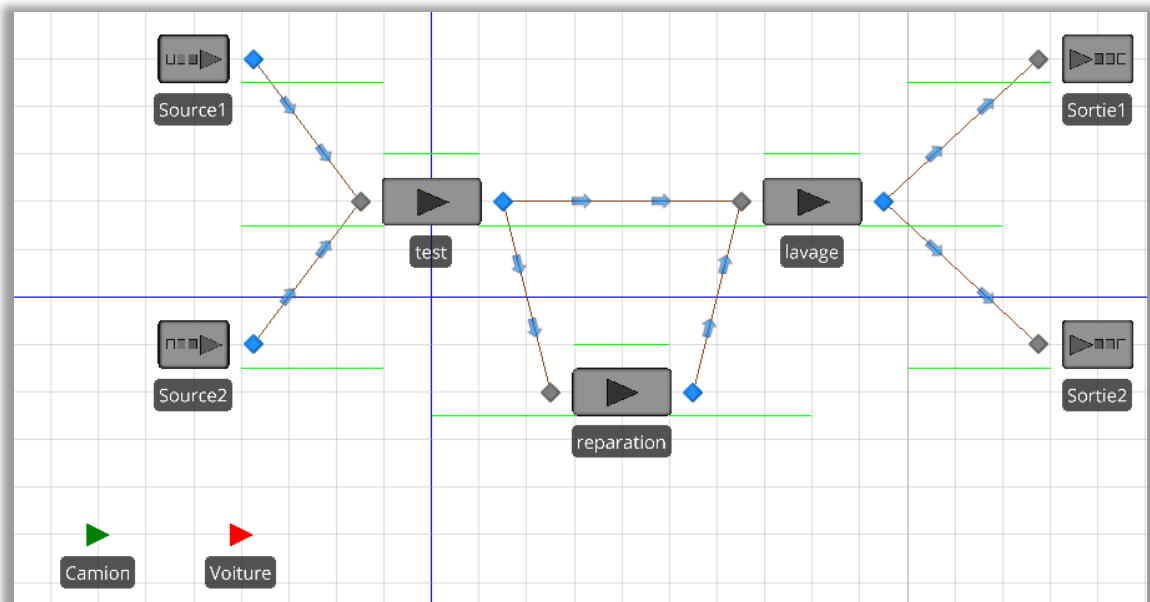 Source1
Sortie1
test
lavage
Source2
Sortie2
reparation
Camion
Voiture